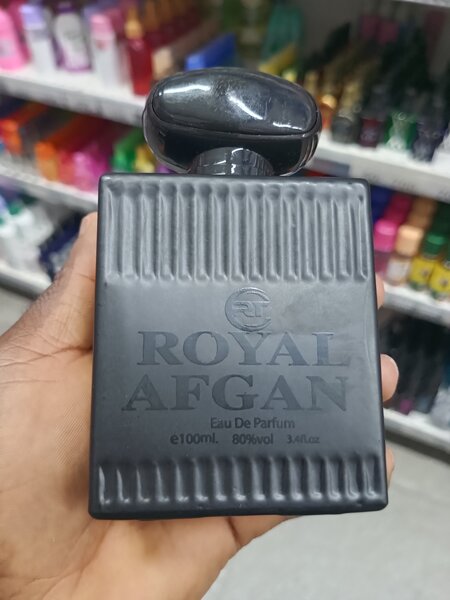 RT
ROYAL
AFGAN
Eau De Parfum
e100ml. 80%vol 3.4fl.oz